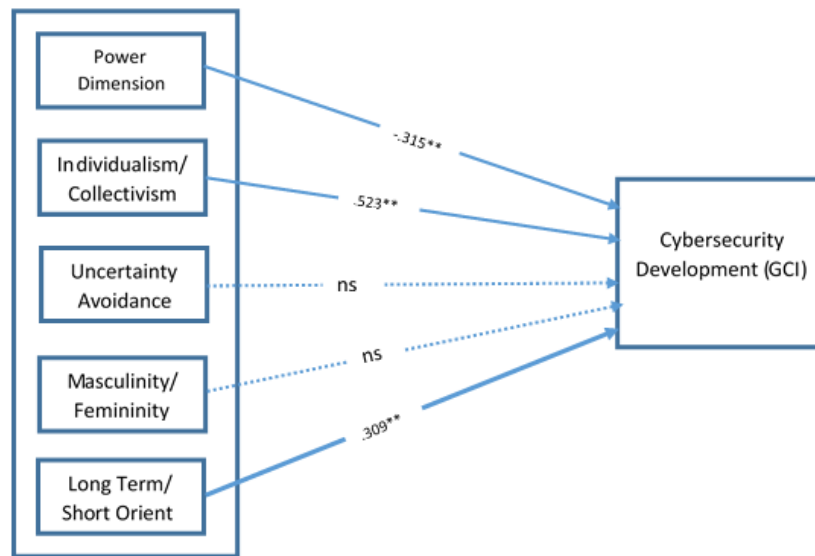 Power
Dimension
-.315**
Individualism/
Collectivism
.523**
Cybersecurity
Development (GCI)
Uncertainty
Avoidance
ns
Masculinity/
Femininity
ns
Long Term/
Short Orient
.309**